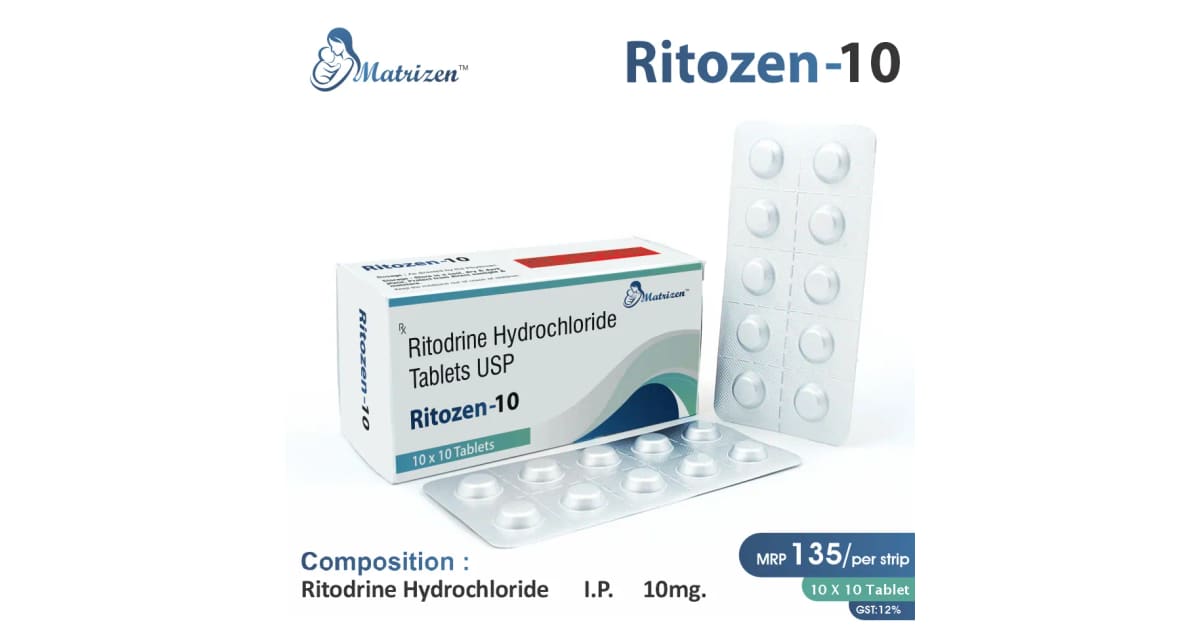 Matrizen™
Ritozen-10
Ritozen-10
Matrizen™
Rx
Ritodrine Hydrochloride
Tablets USP
Ritozen-10
Ritozen-10
10 x 10 Tablets
Composition :
Ritodrine Hydrochloride I.P. 10mg.
MRP 135/per strip
10 X 10 Tablet
GST:12%